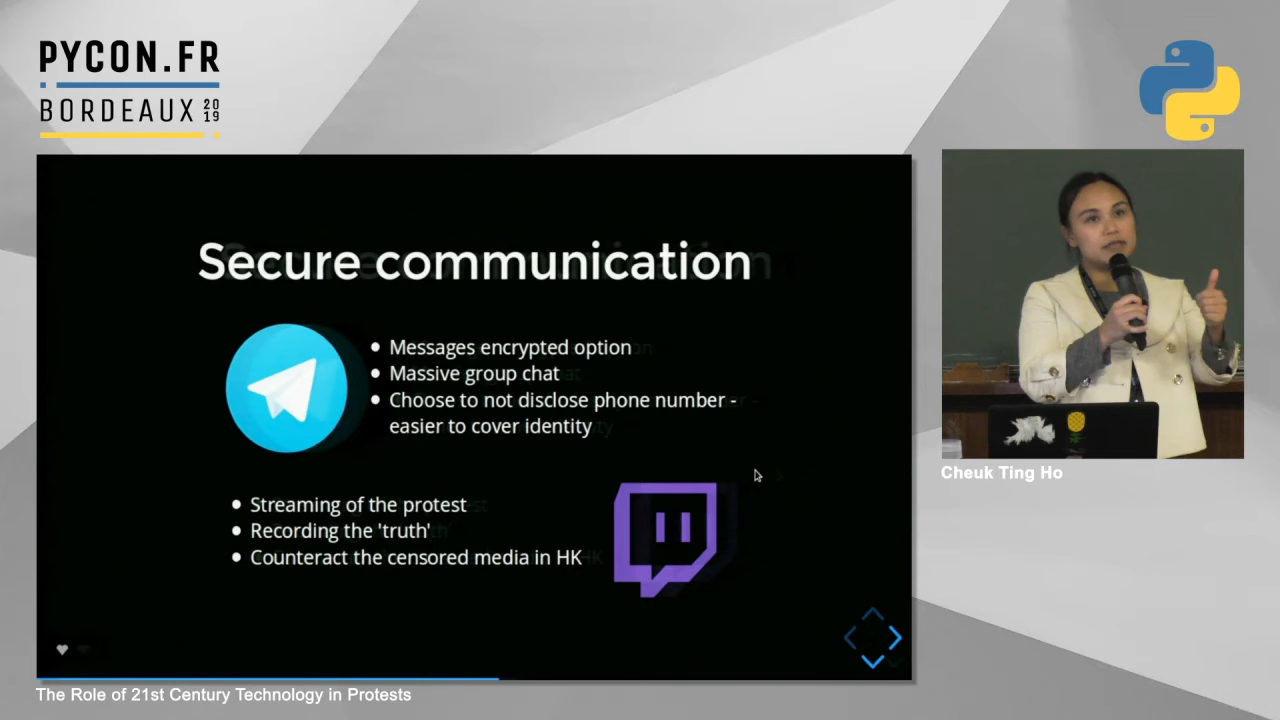 PYCON.FR
BORDEAUX 2019
Secure communication
Messages encrypted option
Massive group chat
Choose to not disclose phone number -
easier to cover identity
Streaming of the protest
Recording the 'truth'
Counteract the censored media in HK
Cheuk Ting Ho
The Role of 21st Century Technology in Protests